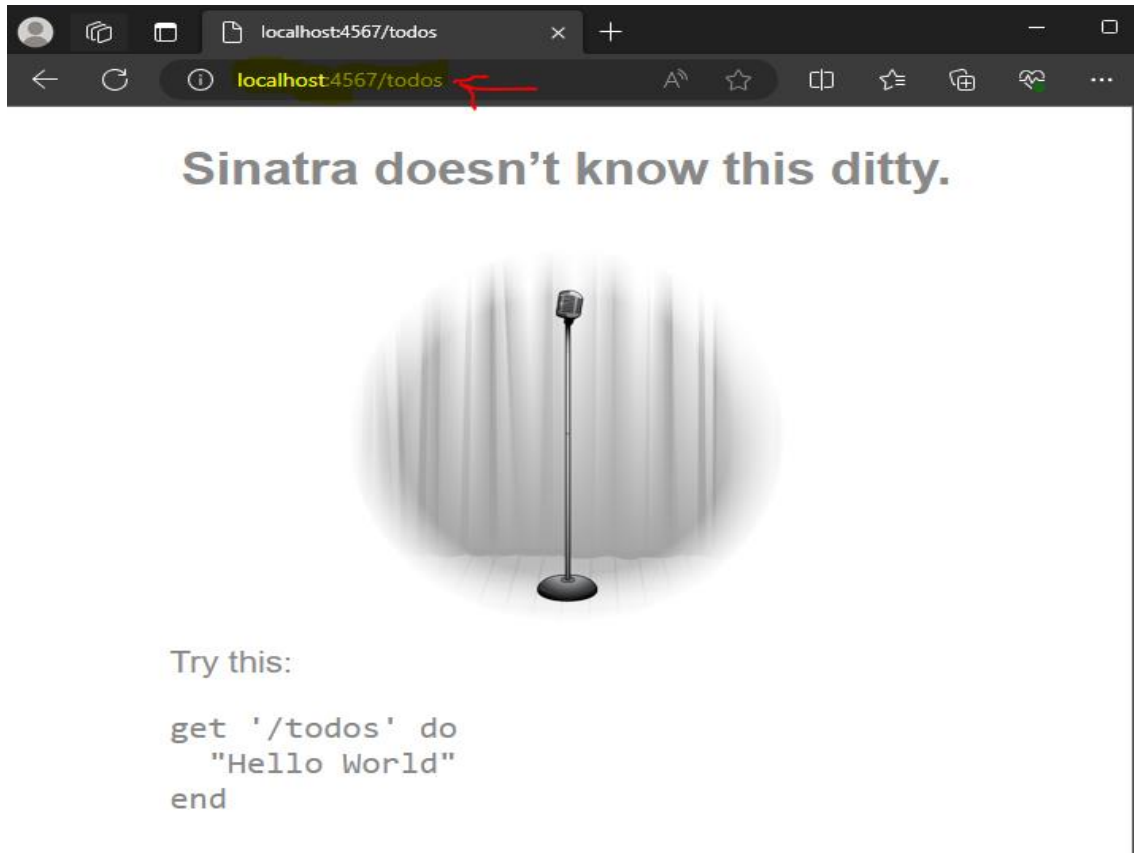 localhost:4567/todos
localhost:4567/todos
Sinatra doesn’t know this ditty.
Try this:
get '/todos' do
  "Hello World"
end